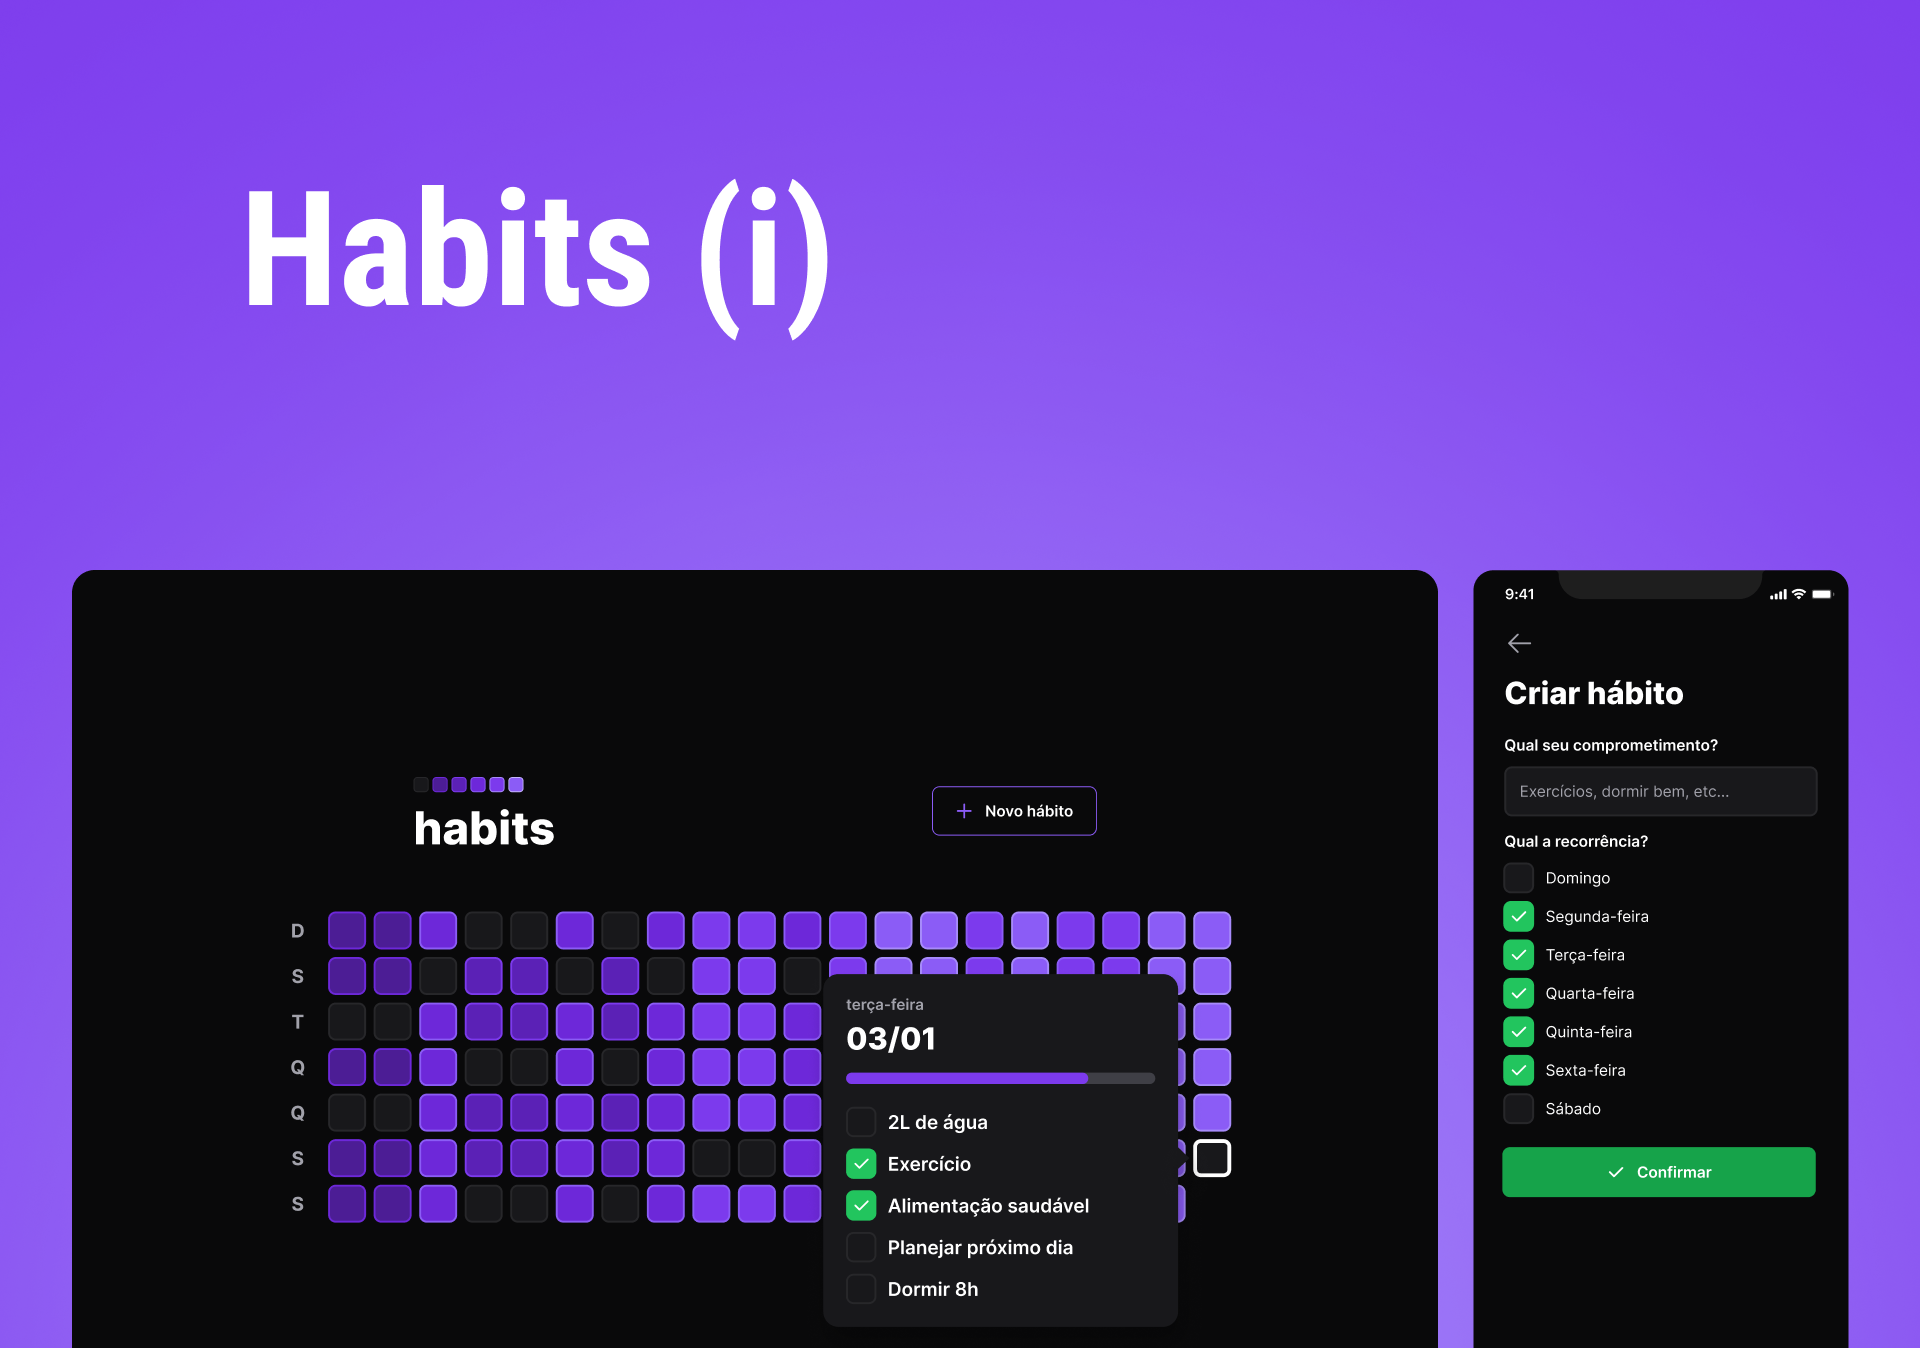 Habits (i)
habits
Novo hábito
D
S
T
Q
Q
S
S
terça-feira
03/01
2L de água
Exercício
Alimentação saudável
Planejar próximo dia
Dormir 8h
9:41
Criar hábito
Qual seu comprometimento?
Exercícios, dormir bem, etc...
Qual a recorrência?
Domingo
Segunda-feira
Terça-feira
Quarta-feira
Quinta-feira
Sexta-feira
Sábado
Confirmar